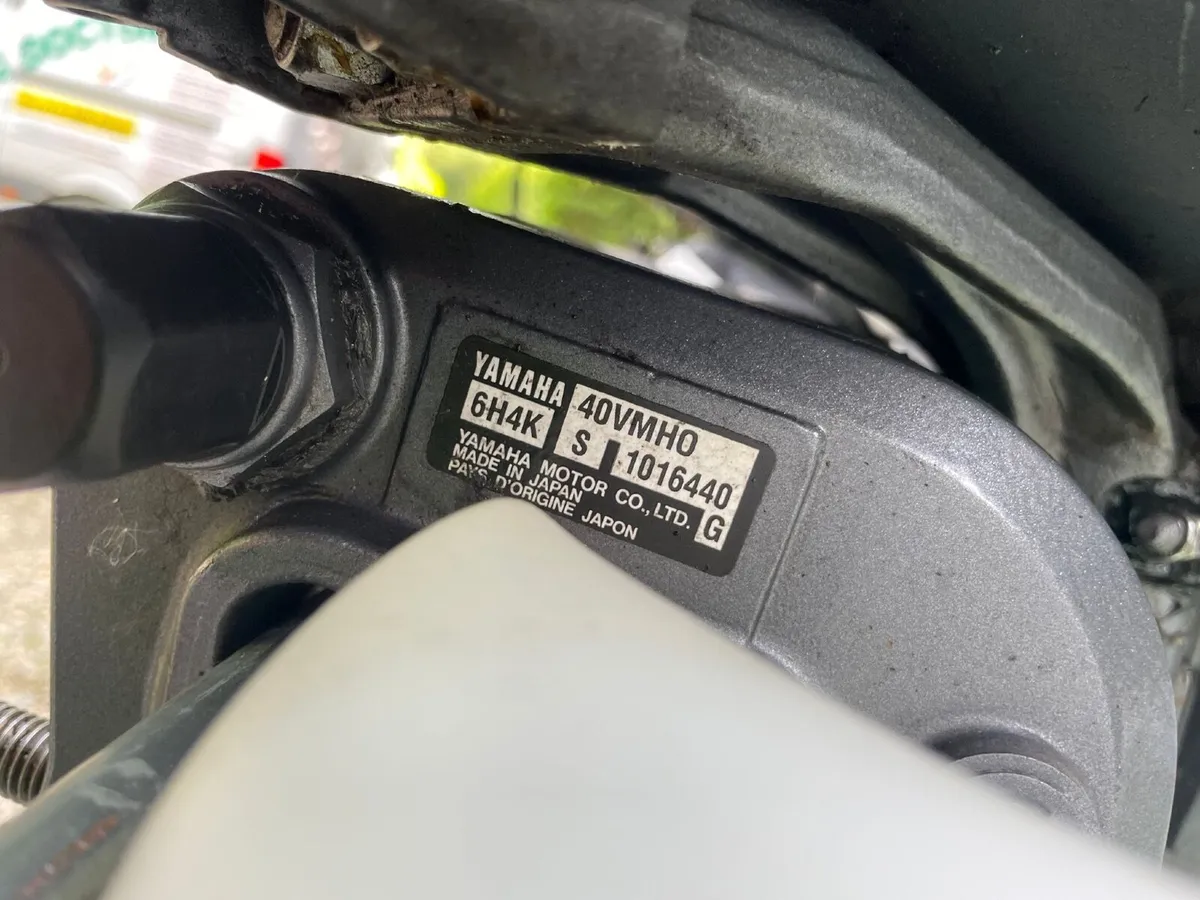 YAMAHA 40VMHO
6H4K S 1016440
YAMAHA MOTOR CO., LTD.
MADE IN JAPAN
PAYS D'ORIGINE JAPON
G